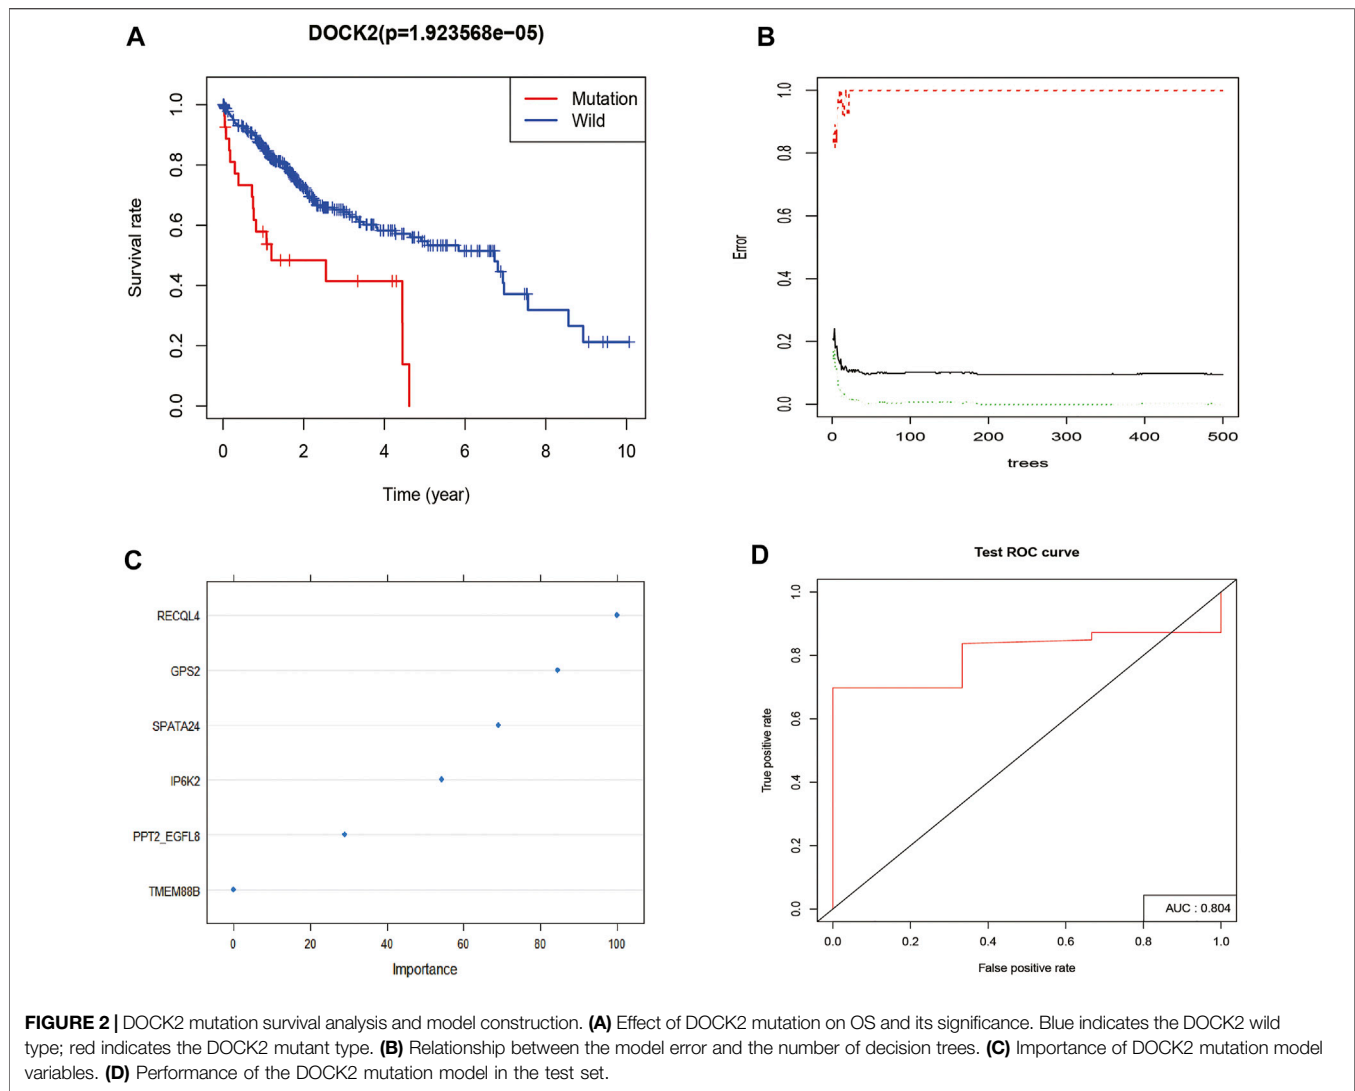 A
DOCK2(p=1.923568e−05)
Mutation
Wild
Survival rate
1.0
0.8
0.6
0.4
0.2
0.0
0 2 4 6 8 10
Time (year)
B
Error
1.0
0.8
0.6
0.4
0.2
0.0
0 100 200 300 400 500
trees
C
RECQL4
GPS2
SPATA24
IP6K2
PPT2_EGFL8
TMEM88B
0 20 40 60 80 100
Importance
D
Test ROC curve
True positive rate
1.0
0.8
0.6
0.4
0.2
0.0
AUC : 0.804
0.0 0.2 0.4 0.6 0.8 1.0
False positive rate
FIGURE 2 | DOCK2 mutation survival analysis and model construction. (A) Effect of DOCK2 mutation on OS and its significance. Blue indicates the DOCK2 wild
type; red indicates the DOCK2 mutant type. (B) Relationship between the model error and the number of decision trees. (C) Importance of DOCK2 mutation model
variables. (D) Performance of the DOCK2 mutation model in the test set.